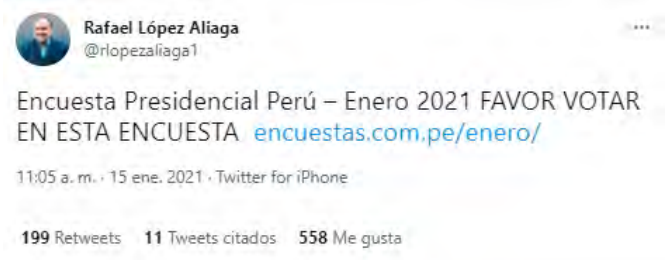 Rafael López Aliaga
@rlopezaliaga1
Encuesta Presidencial Perú – Enero 2021 FAVOR VOTAR
EN ESTA ENCUESTA encuestas.com.pe/enero/
11:05 a. m. · 15 ene. 2021 · Twitter for iPhone
199 Retweets 11 Tweets citados 558 Me gusta